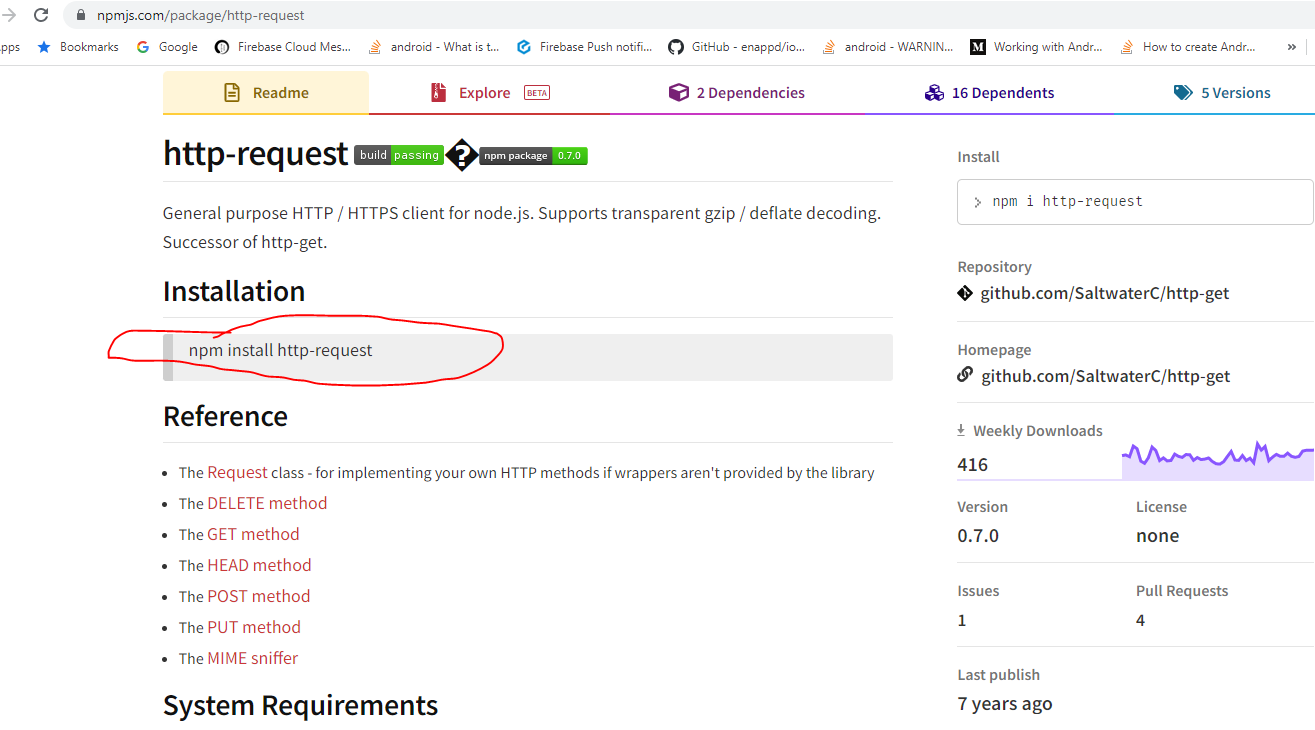 npmjs.com/package/http-request
pps Bookmarks Google Firebase Cloud Mes... android - What is t... Firebase Push notifi... GitHub - enappd/io... android - WARNIN... Working with Andr... How to create Andr... »
Readme Explore BETA 2 Dependencies 16 Dependents 5 Versions
http-request build passing npm package 0.7.0
General purpose HTTP / HTTPS client for node.js. Supports transparent gzip / deflate decoding.
Successor of http-get.
Installation
npm install http-request
Reference
The Request class - for implementing your own HTTP methods if wrappers aren't provided by the library
The DELETE method
The GET method
The HEAD method
The POST method
The PUT method
The MIME sniffer
System Requirements
Install
> npm i http-request
Repository
github.com/SaltwaterC/http-get
Homepage
github.com/SaltwaterC/http-get
Weekly Downloads
416
Version License
0.7.0 none
Issues Pull Requests
1 4
Last publish
7 years ago